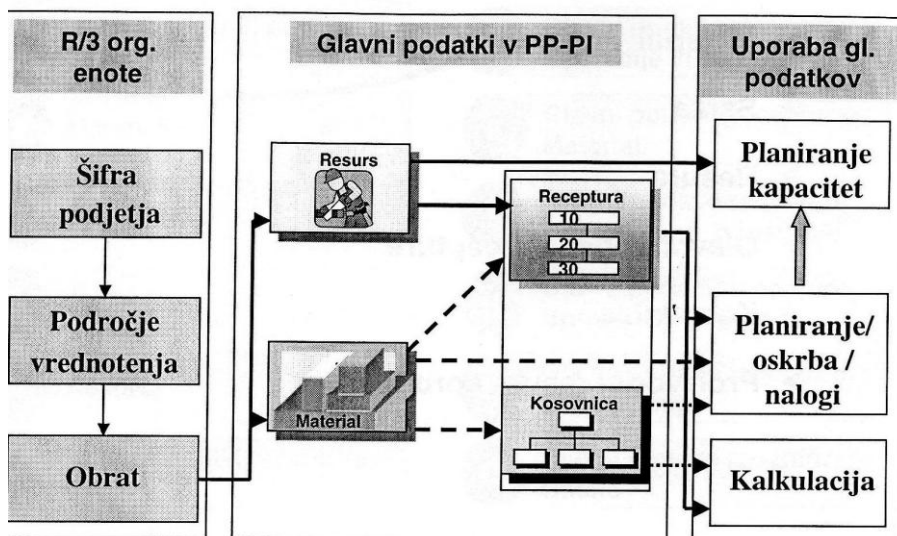 R/3 org.
enote
Šifra
podjetja
Področje
vrednotenja
Obrat
Glavni podatki v PP-PI
Resurs
Material
Receptura
10
20
30
Kosovnica
Uporaba gl.
podatkov
Planiranje
kapacitet
Planiranje/
oskrba /
nalogi
Kalkulacija